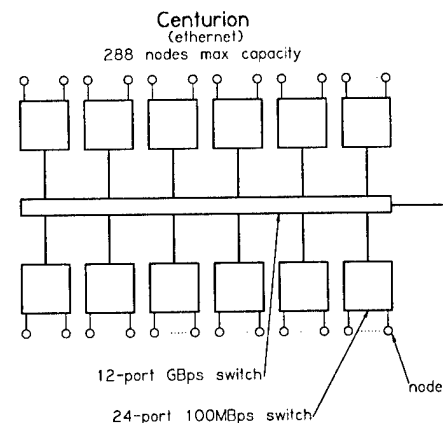 Centurion
(ethernet)
288 nodes max capacity
12-port GBps switch
node
24-port 100MBps switch